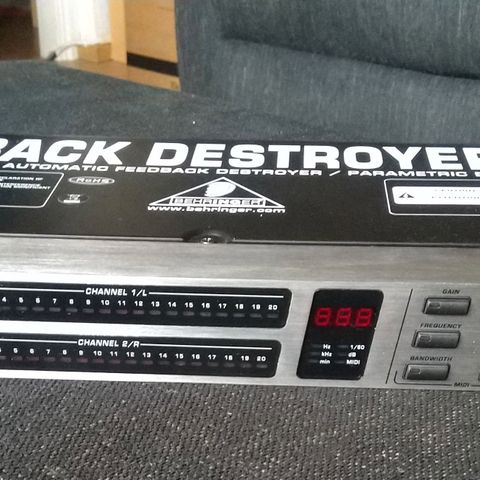 BACK DESTROYER
AUTOMATIC FEEDBACK DESTROYER / PARAMETRIC E
RoHS
BEHRINGER
www.behringer.com
CHANNEL 1/L
4 5 6 7 8 9 10 11 12 13 14 15 16 17 18 19 20
8.8.8
GAIN
Hz 1/60
kHz dB
min MIDI
FREQUENCY
CHANNEL 2/R
4 5 6 7 8 9 10 11 12 13 14 15 16 17 18 19 20
BANDWIDTH
MIDI